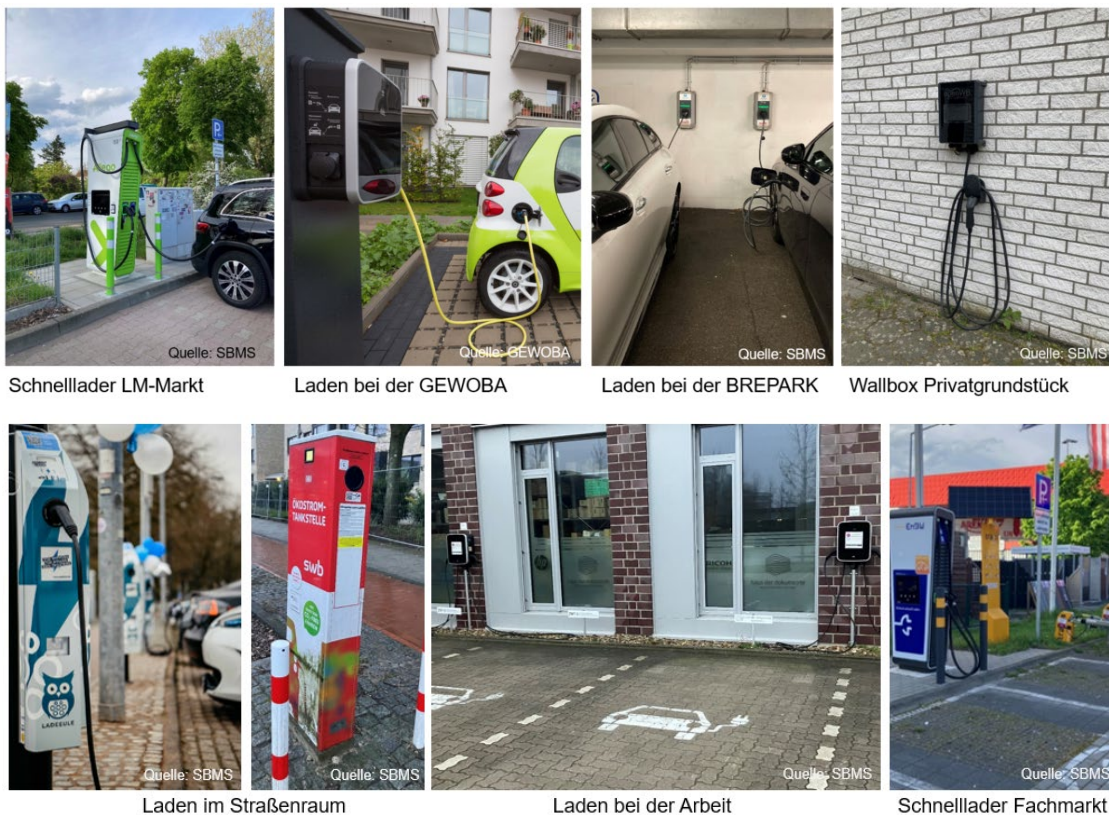 Quelle: SBMS
Quelle: GEWOBA
Quelle: SBMS
Quelle: SBMS
Schnelllader LM-Markt
Laden bei der GEWOBA
Laden bei der BREPARK
Wallbox Privatgrundstück
LADEEULE
Quelle: SBMS
ÖKOSTROM-
TANKSTELLE
swb
Quelle: SBMS
RICOH
Quelle: SBMS
EnBW
Quelle: SBMS
Laden im Straßenraum
Laden bei der Arbeit
Schnelllader Fachmarkt